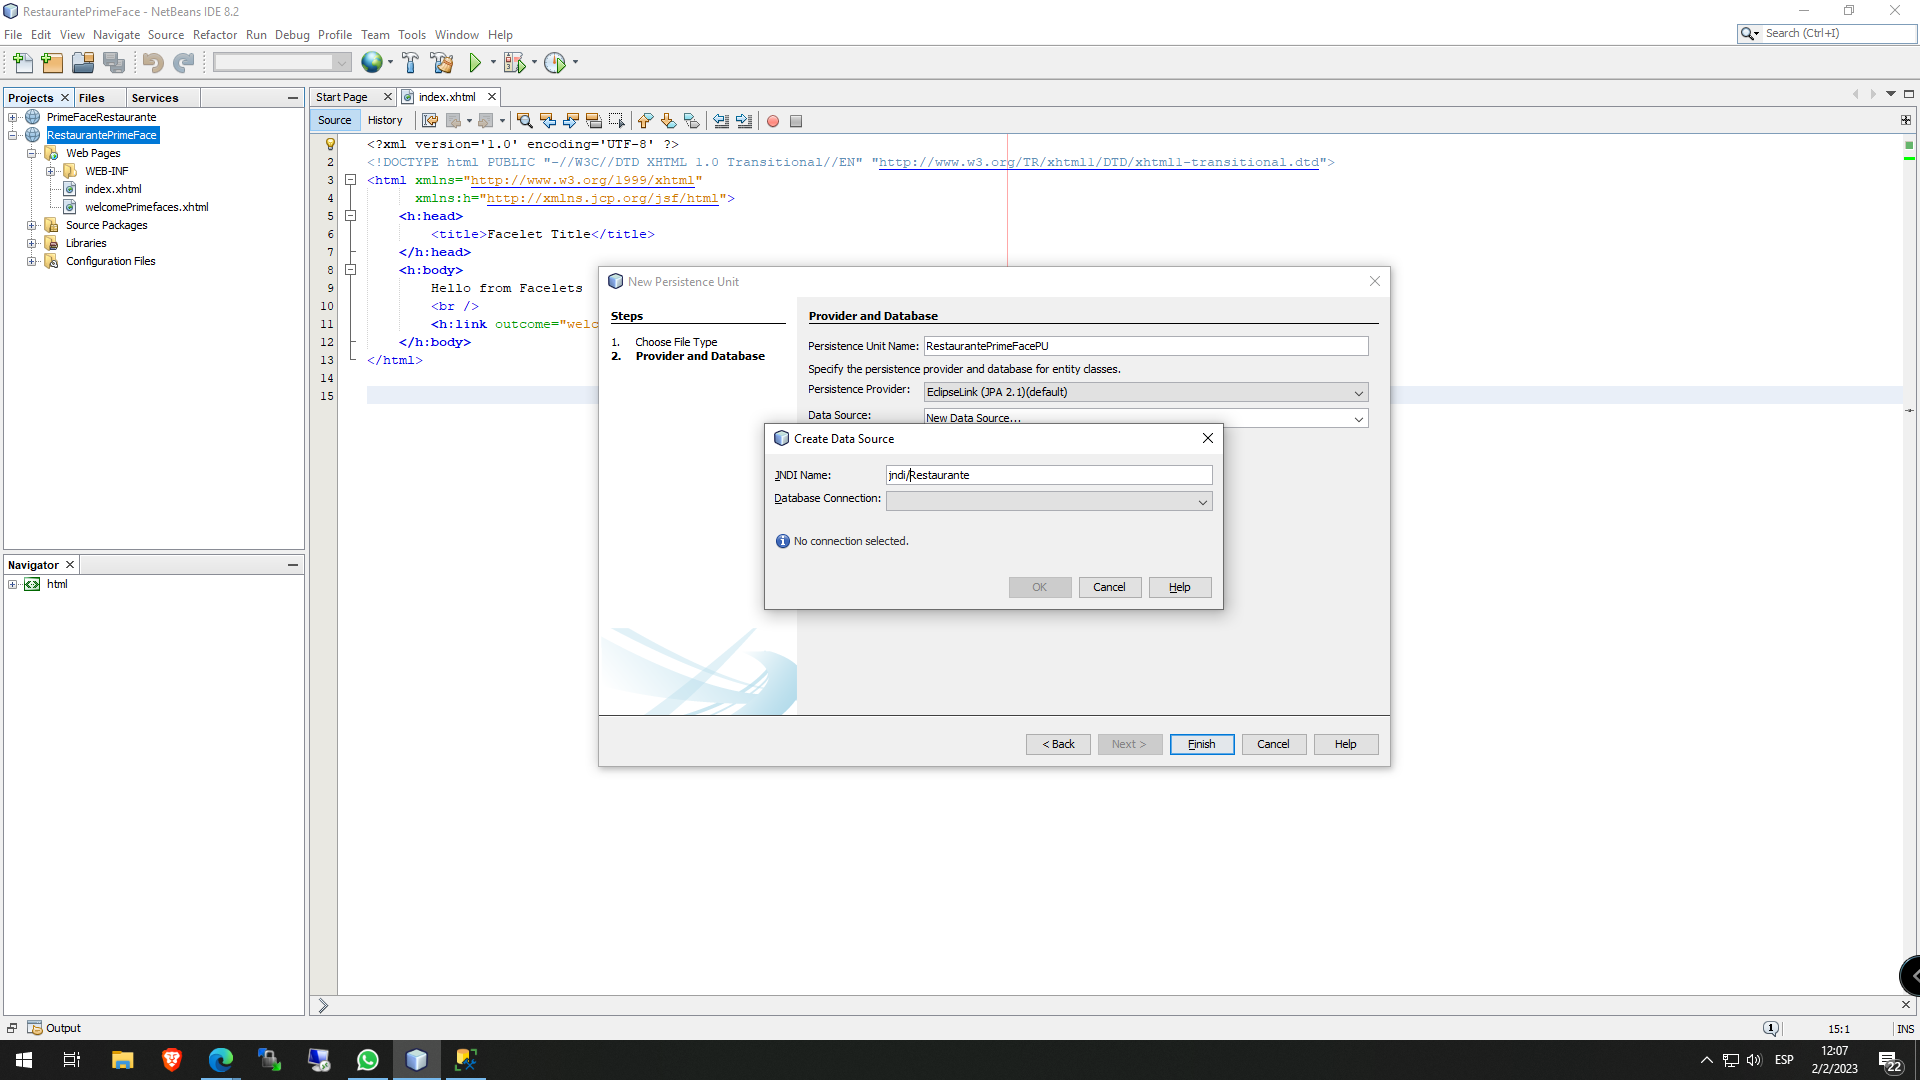 RestaurantePrimeFace - NetBeans IDE 8.2
File Edit View Navigate Source Refactor Run Debug Profile Team Tools Window Help
Search (Ctrl+I)
Projects Files Services
Start Page index.xhtml
Source History
PrimeFaceRestaurante
RestaurantePrimeFace
Web Pages
WEB-INF
index.xhtml
welcomePrimefaces.xhtml
Source Packages
Libraries
Configuration Files
1 <?xml version='1.0' encoding='UTF-8' ?>
2 <!DOCTYPE html PUBLIC "-//W3C//DTD XHTML 1.0 Transitional//EN" "http://www.w3.org/TR/xhtml1/DTD/xhtml1-transitional.dtd">
3 <html xmlns="http://www.w3.org/1999/xhtml"
4 xmlns:h="http://xmlns.jcp.org/jsf/html">
5 <h:head>
6 <title>Facelet Title</title>
7 </h:head>
8 <h:body>
9 Hello from Facelets
10 <br />
11 <h:link outcome="welc
12 </h:body>
13 </html>
14
15
New Persistence Unit
Steps
1. Choose File Type
2. Provider and Database
Provider and Database
Persistence Unit Name: RestaurantePrimeFacePU
Specify the persistence provider and database for entity classes.
Persistence Provider: EclipseLink (JPA 2.1)(default)
Data Source: New Data Source...
Create Data Source
JNDI Name: jndi/Restaurante
Database Connection:
No connection selected.
OK Cancel Help
< Back Next > Finish Cancel Help
Navigator
html
Output
1 15:1 INS
ESP
12:07
2/2/2023
22